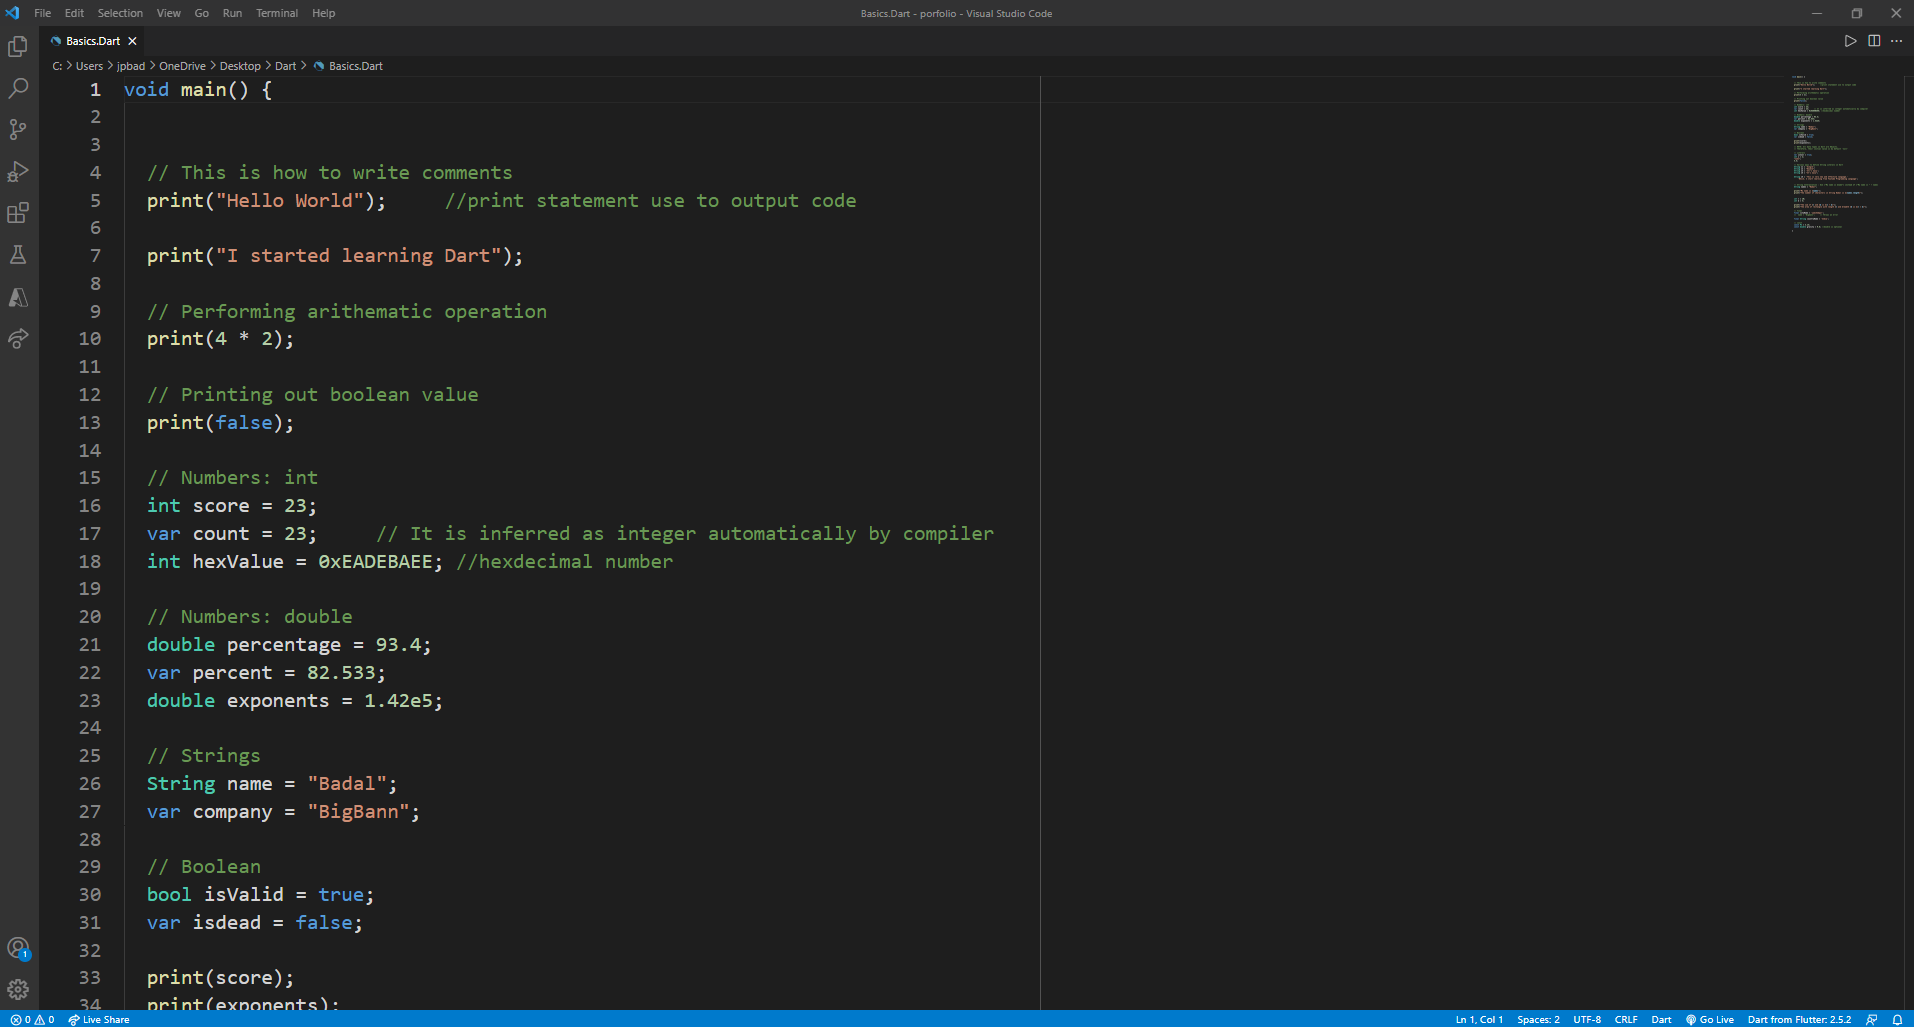 File Edit Selection View Go Run Terminal Help
Basics.Dart - porfolio - Visual Studio Code
Basics.Dart
C: > Users > jpbad > OneDrive > Desktop > Dart > Basics.Dart
1 void main() {
2
3
4 // This is how to write comments
5 print("Hello World"); //print statement use to output code
6
7 print("I started learning Dart");
8
9 // Performing arithematic operation
10 print(4 * 2);
11
12 // Printing out boolean value
13 print(false);
14
15 // Numbers: int
16 int score = 23;
17 var count = 23; // It is inferred as integer automatically by compiler
18 int hexValue = 0xEADEBAEE; //hexdecimal number
19
20 // Numbers: double
21 double percentage = 93.4;
22 var percent = 82.533;
23 double exponents = 1.42e5;
24
25 // Strings
26 String name = "Badal";
27 var company = "BigBann";
28
29 // Boolean
30 bool isValid = true;
31 var isdead = false;
32
33 print(score);
34 print(exponents);
1
0 0 Live Share Ln 1, Col 1 Spaces: 2 UTF-8 CRLF Dart Go Live Dart from Flutter: 2.5.2